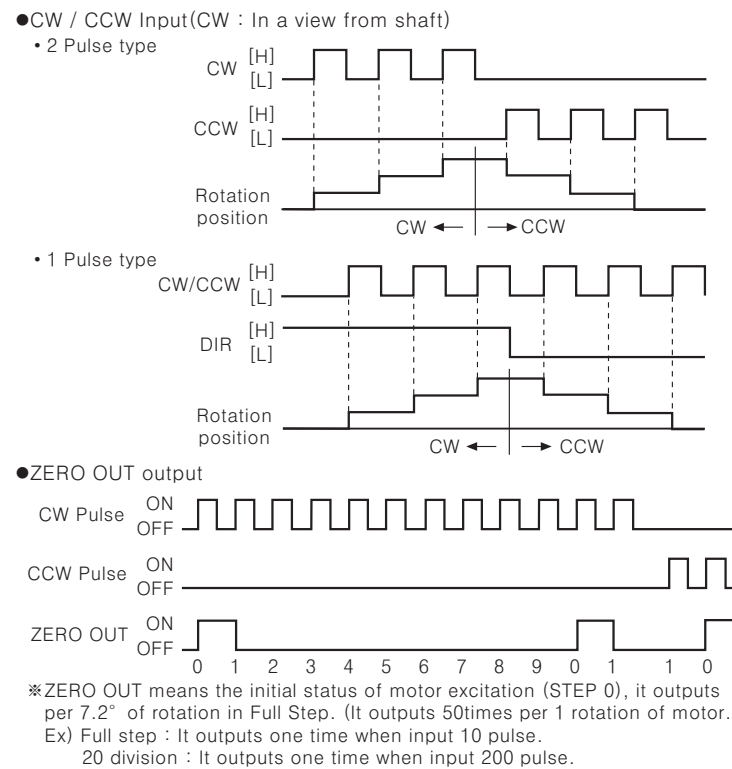 ●CW / CCW Input(CW : In a view from shaft)
• 2 Pulse type
CW [H]
[L]
CCW [H]
[L]
Rotation
position
CW CCW
• 1 Pulse type
CW/CCW [H]
[L]
DIR [H]
[L]
Rotation
position
CW CCW
●ZERO OUT output
CW Pulse ON
OFF
CCW Pulse ON
OFF
ZERO OUT ON
OFF
0 1 2 3 4 5 6 7 8 9 0 1 1 0
※ZERO OUT means the initial status of motor excitation (STEP 0), it outputs
per 7.2° of rotation in Full Step. (It outputs 50times per 1 rotation of motor.
Ex) Full step : It outputs one time when input 10 pulse.
20 division : It outputs one time when input 200 pulse.